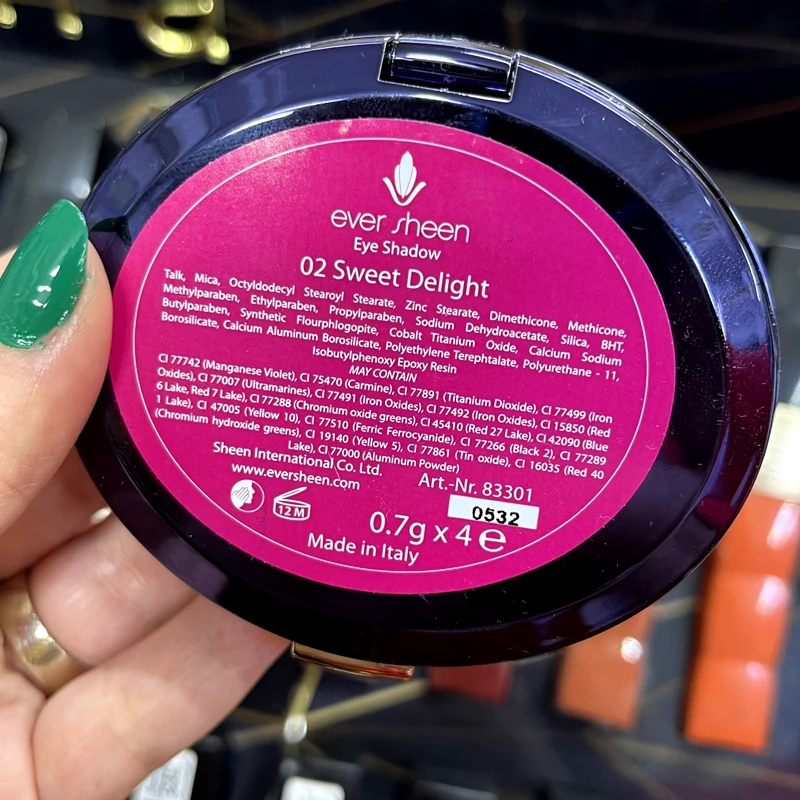 ever sheen
Eye Shadow
02 Sweet Delight
Talk, Mica, Octyldodecyl Stearoyl Stearate, Zinc Stearate, Dimethicone, Methicone,
Methylparaben, Ethylparaben, Propylparaben, Sodium Dehydroacetate, Silica, BHT,
Butylparaben, Synthetic Flourphlogopite, Cobalt Titanium Oxide, Calcium Sodium
Borosilicate, Calcium Aluminum Borosilicate, Polyethylene Terephtalate, Polyurethane - 11,
Isobutylphenoxy Epoxy Resin
MAY CONTAIN
CI 77742 (Manganese Violet), CI 75470 (Carmine), CI 77891 (Titanium Dioxide), CI 77499 (Iron
Oxides), CI 77007 (Ultramarines), CI 77491 (Iron Oxides), CI 77492 (Iron Oxides), CI 15850 (Red
6 Lake, Red 7 Lake), CI 77288 (Chromium oxide greens), CI 45410 (Red 27 Lake), CI 42090 (Blue
1 Lake), CI 47005 (Yellow 10), CI 77510 (Ferric Ferrocyanide), CI 77266 (Black 2), CI 77289
(Chromium hydroxide greens), CI 19140 (Yellow 5), CI 77861 (Tin oxide), CI 16035 (Red 40
Lake), CI 77000 (Aluminum Powder)
Sheen International Co. Ltd.
www.eversheen.com
Art.-Nr. 83301
12 M
0532
0.7g x 4 e
Made in Italy